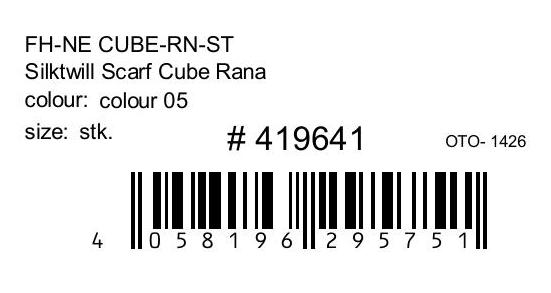 FH-NE CUBE-RN-ST
Silktwill Scarf Cube Rana
colour: colour 05
size: stk.
# 419641
OTO- 1426
4 058196 295751